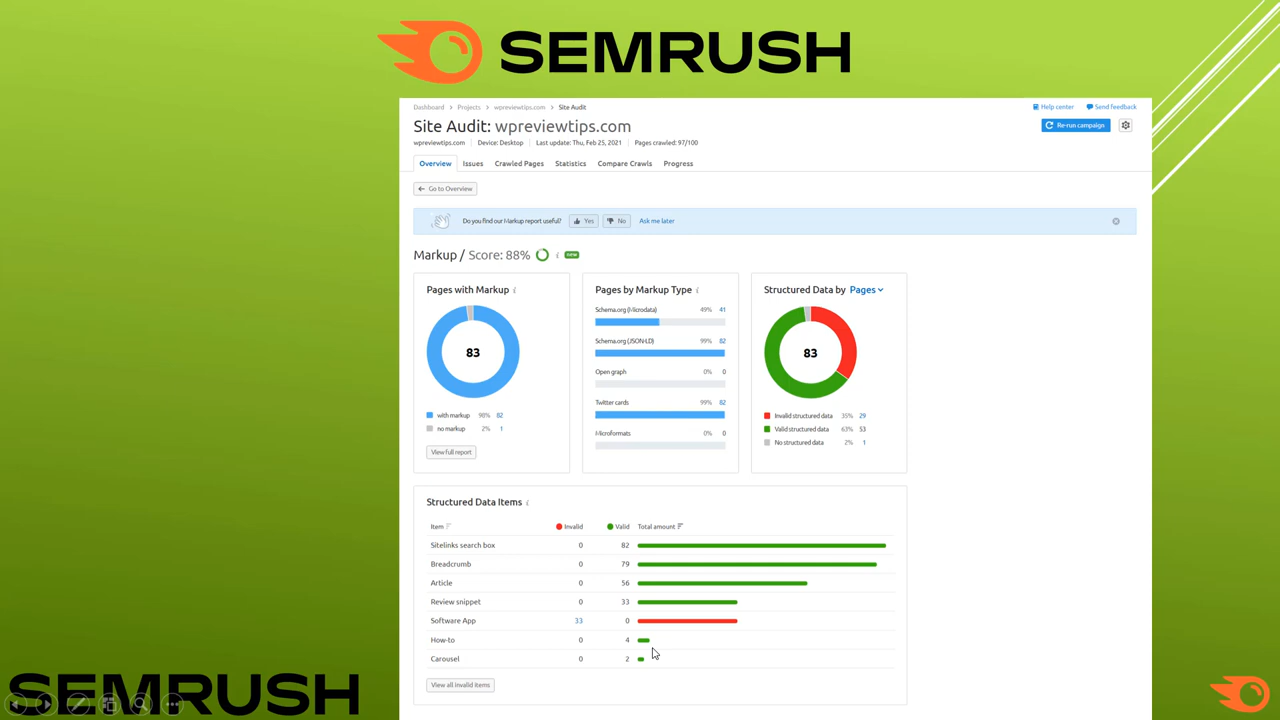 SEMRUSH
Dashboard > Projects > wpreviewtips.com > Site Audit
Help center
Send feedback
Site Audit: wpreviewtips.com
Re-run campaign
wpreviewtips.com | Device: Desktop | Last update: Thu, Feb 25, 2021 | Pages crawled: 97/100
Overview Issues Crawled Pages Statistics Compare Crawls Progress
← Go to Overview
Do you find our Markup report useful? Yes No Ask me later
Markup / Score: 88% i new
Pages with Markup i
83
with markup 98% 82
no markup 2% 1
View full report
Pages by Markup Type i
Schema.org (Microdata) 49% 41
Schema.org (JSON-LD) 99% 82
Open graph 0% 0
Twitter cards 99% 82
Microformats 0% 0
Structured Data by Pages
83
Invalid structured data 35% 29
Valid structured data 63% 53
No structured data 2% 1
Structured Data Items i
Item Invalid Valid Total amount
Sitelinks search box 0 82
Breadcrumb 0 79
Article 0 56
Review snippet 0 33
Software App 33 0
How-to 0 4
Carousel 0 2
View all invalid items
SEMRUSH